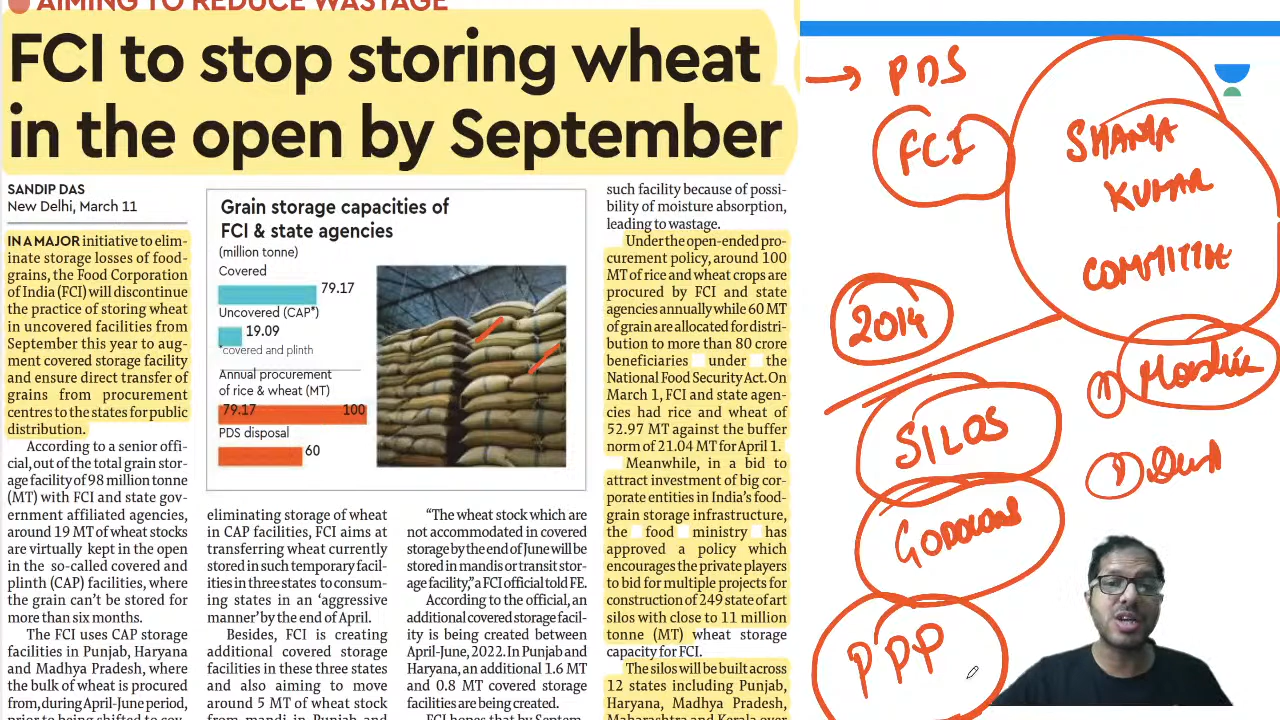 AIMING TO REDUCE WASTAGE
FCI to stop storing wheat
in the open by September
SANDIP DAS
New Delhi, March 11
IN A MAJOR initiative to elim-
inate storage losses of food-
grains, the Food Corporation
of India (FCI) will discontinue
the practice of storing wheat
in uncovered facilities from
September this year to aug-
ment covered storage facility
and ensure direct transfer of
grains from procurement
centres to the states for public
distribution.
According to a senior offi-
cial, out of the total grain stor-
age facility of 98 million tonne
(MT) with FCI and state gov-
ernment affiliated agencies,
around 19 MT of wheat stocks
are virtually kept in the open
in the so-called covered and
plinth (CAP) facilities, where
the grain can't be stored for
more than six months.
The FCI uses CAP storage
facilities in Punjab, Haryana
and Madhya Pradesh, where
the bulk of wheat is procured
from, during April-June period,
prior to being shifted to cov-
Grain storage capacities of
FCI & state agencies
(million tonne)
Covered
79.17
Uncovered (CAP*)
19.09
*covered and plinth
Annual procurement
of rice & wheat (MT)
79.17 100
PDS disposal
60
eliminating storage of wheat
in CAP facilities, FCI aims at
transferring wheat currently
stored in such temporary facil-
ities in three states to consum-
ing states in an 'aggressive
manner' by the end of April.
Besides, FCI is creating
additional covered storage
facilities in these three states
and also aiming to move
around 5 MT of wheat stock
from mandi in Punjab and
"The wheat stock which are
not accommodated in covered
storage by the end of June will be
stored in mandis or transit stor-
age facility," a FCI official told FE.
According to the official, an
additional covered storage facil-
ity is being created between
April-June, 2022. In Punjab and
Haryana, an additional 1.6 MT
and 0.8 MT covered storage
facilities are being created.
FCI hopes that by Septem-
such facility because of possi-
bility of moisture absorption,
leading to wastage.
Under the open-ended pro-
curement policy, around 100
MT of rice and wheat crops are
procured by FCI and state
agencies annually while 60 MT
of grain are allocated for distri-
bution to more than 80 crore
beneficiaries under the
National Food Security Act. On
March 1, FCI and state agen-
cies had rice and wheat of
52.97 MT against the buffer
norm of 21.04 MT for April 1.
Meanwhile, in a bid to
attract investment of big cor-
porate entities in India's food-
grain storage infrastructure,
the food ministry has
approved a policy which
encourages the private players
to bid for multiple projects for
construction of 249 state of art
silos with close to 11 million
tonne (MT) wheat storage
capacity for FCI.
The silos will be built across
12 states including Punjab,
Haryana, Madhya Pradesh,
Maharashtra and Kerala over
→ PDS
FCI
SHANTA
KUMAR
COMMITTEE
2014
SILOS
GODOWNS
PPP